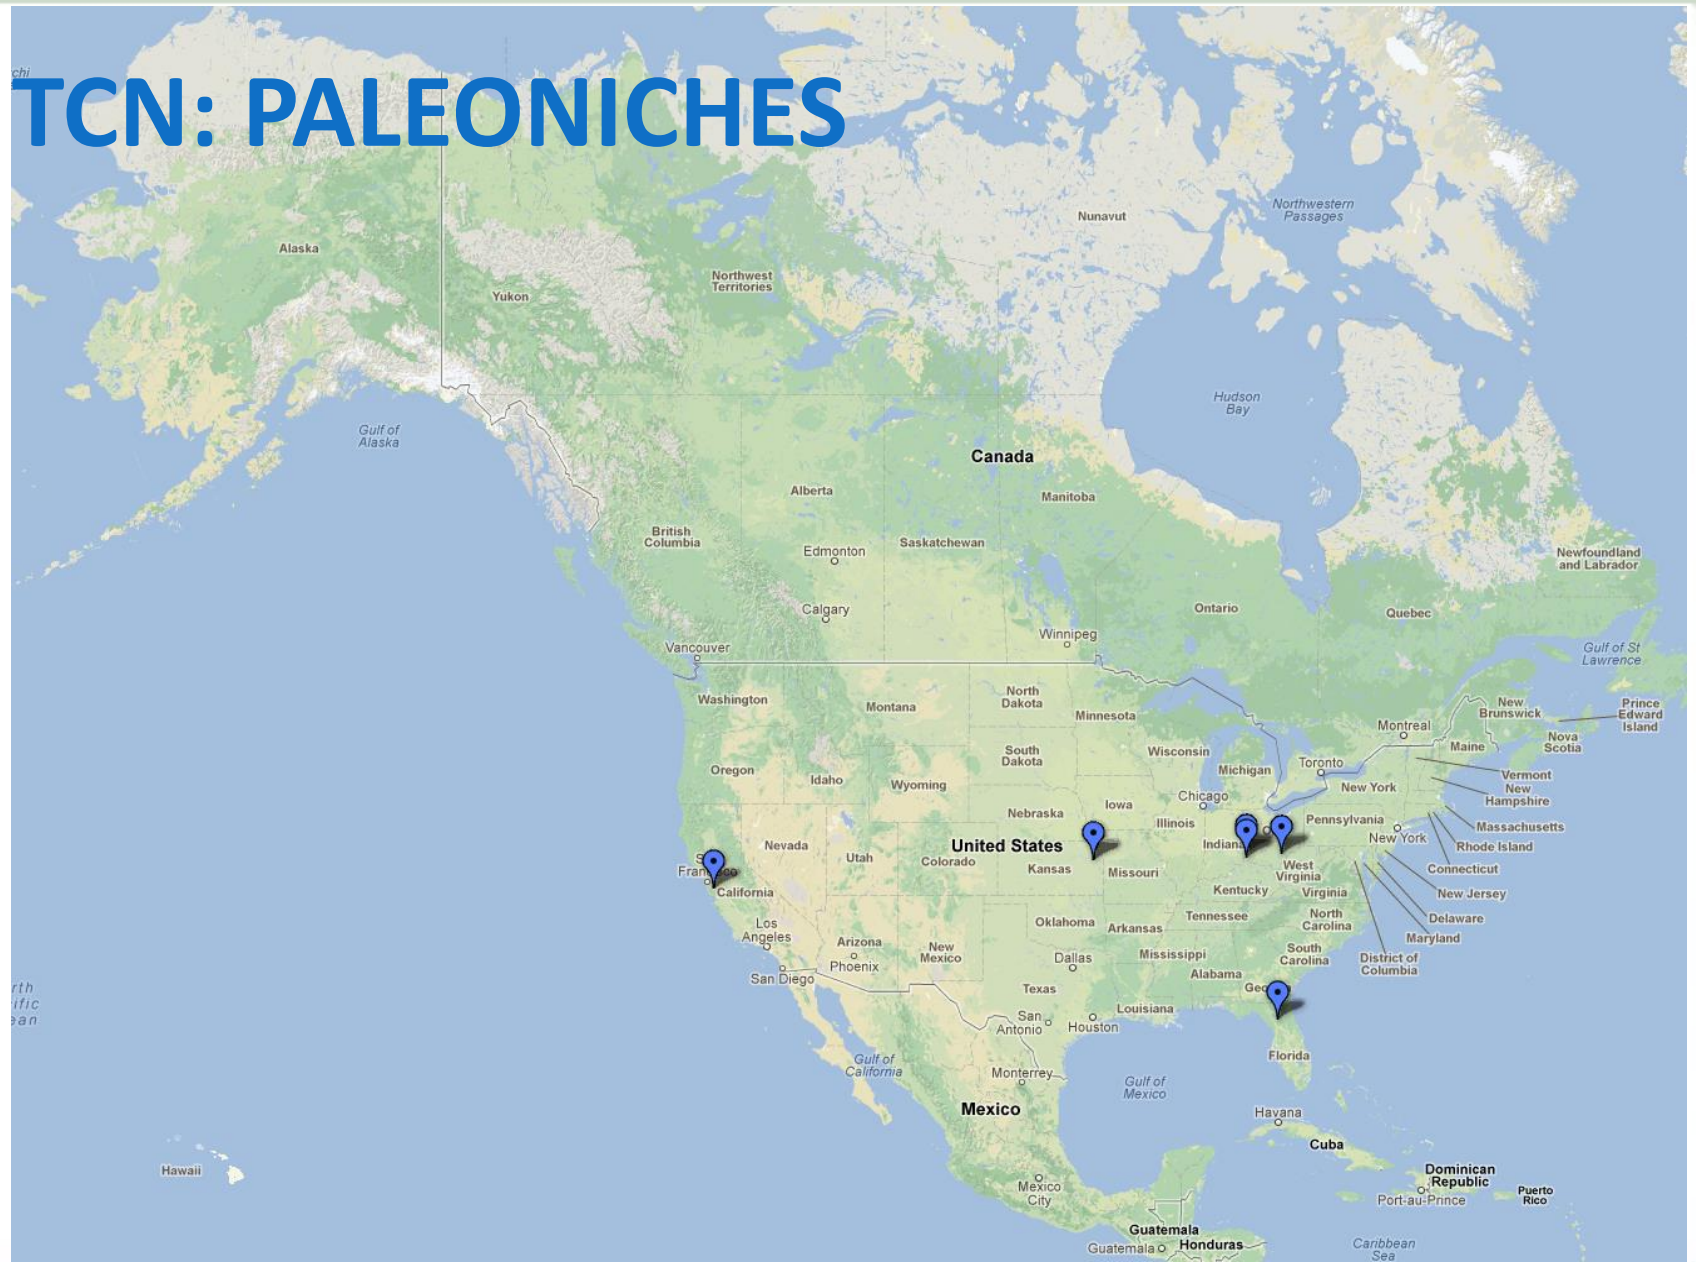 TCN: PALEONICHES
chi
Northwestern
Passages
Nunavut
Alaska
Northwest
Territories
Yukon
Hudson
Bay
Gulf of
Alaska
Canada
Alberta
Manitoba
British
Columbia
Saskatchewan
Edmonton
Newfoundland
and Labrador
Calgary
Ontario
Quebec
Winnipeg
Vancouver
Gulf of St
Lawrence
Washington
North
Dakota
Montana
Minnesota
New
Brunswick
Prince
Edward
Island
Montreal
Nova
Scotia
Maine
South
Dakota
Wisconsin
Oregon
Idaho
Michigan
Toronto
Vermont
Wyoming
New York
New
Hampshire
Chicago
Iowa
Nebraska
Illinois
Pennsylvania
Massachusetts
New York
United States
Nevada
Indiana
Rhode Island
Utah
Colorado
Kansas
Missouri
West
Virginia
Connecticut
California
Kentucky
Virginia
New Jersey
Los
Angeles
Oklahoma
Arkansas
Tennessee
North
Carolina
Delaware
Maryland
Arizona
New
Mexico
Phoenix
Dallas
Mississippi
South
Carolina
District of
Columbia
San Diego
Alabama
Texas
Louisiana
rth
ific
ean
San
Antonio
Houston
Florida
Gulf of
California
Monterrey
Gulf of
Mexico
Mexico
Havana
Cuba
Hawaii
Dominican
Republic
Port-au-Prince
Puerto
Rico
Mexico
City
Guatemala
Guatemala
Honduras
Caribbean
Sea